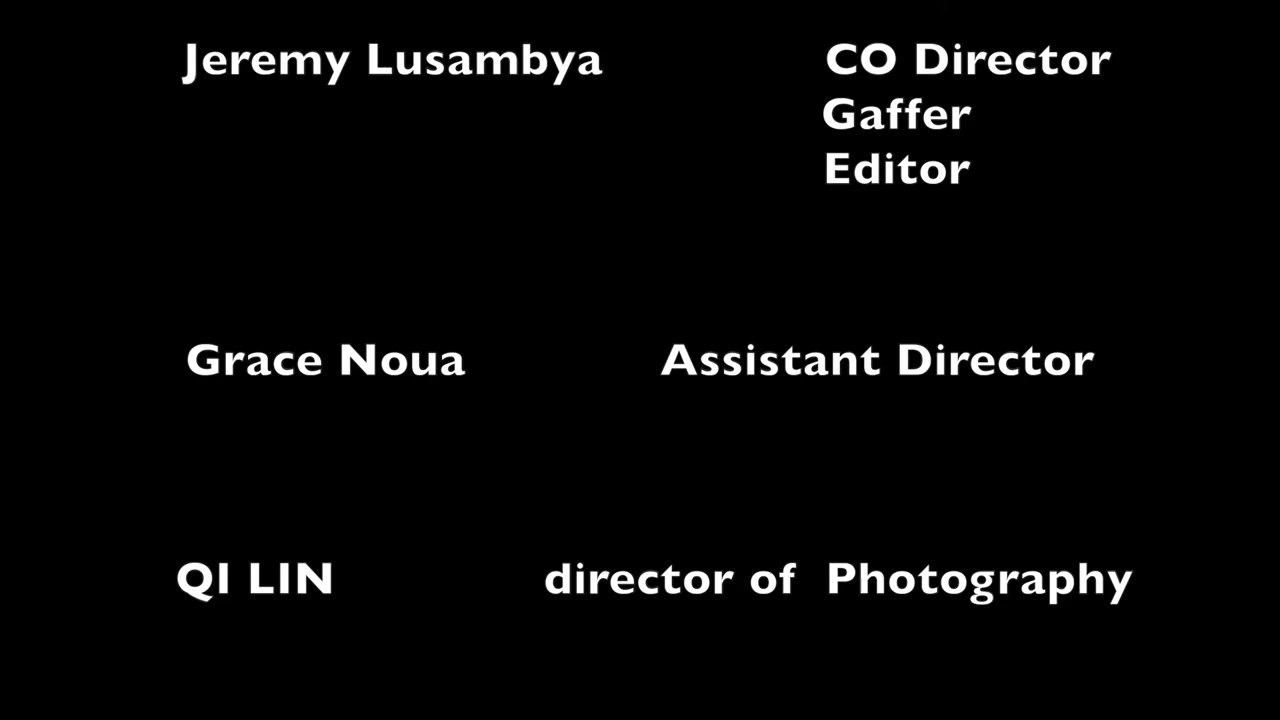 Jeremy Lusambya CO Director
Gaffer
Editor
Grace Noua Assistant Director
QI LIN director of Photography